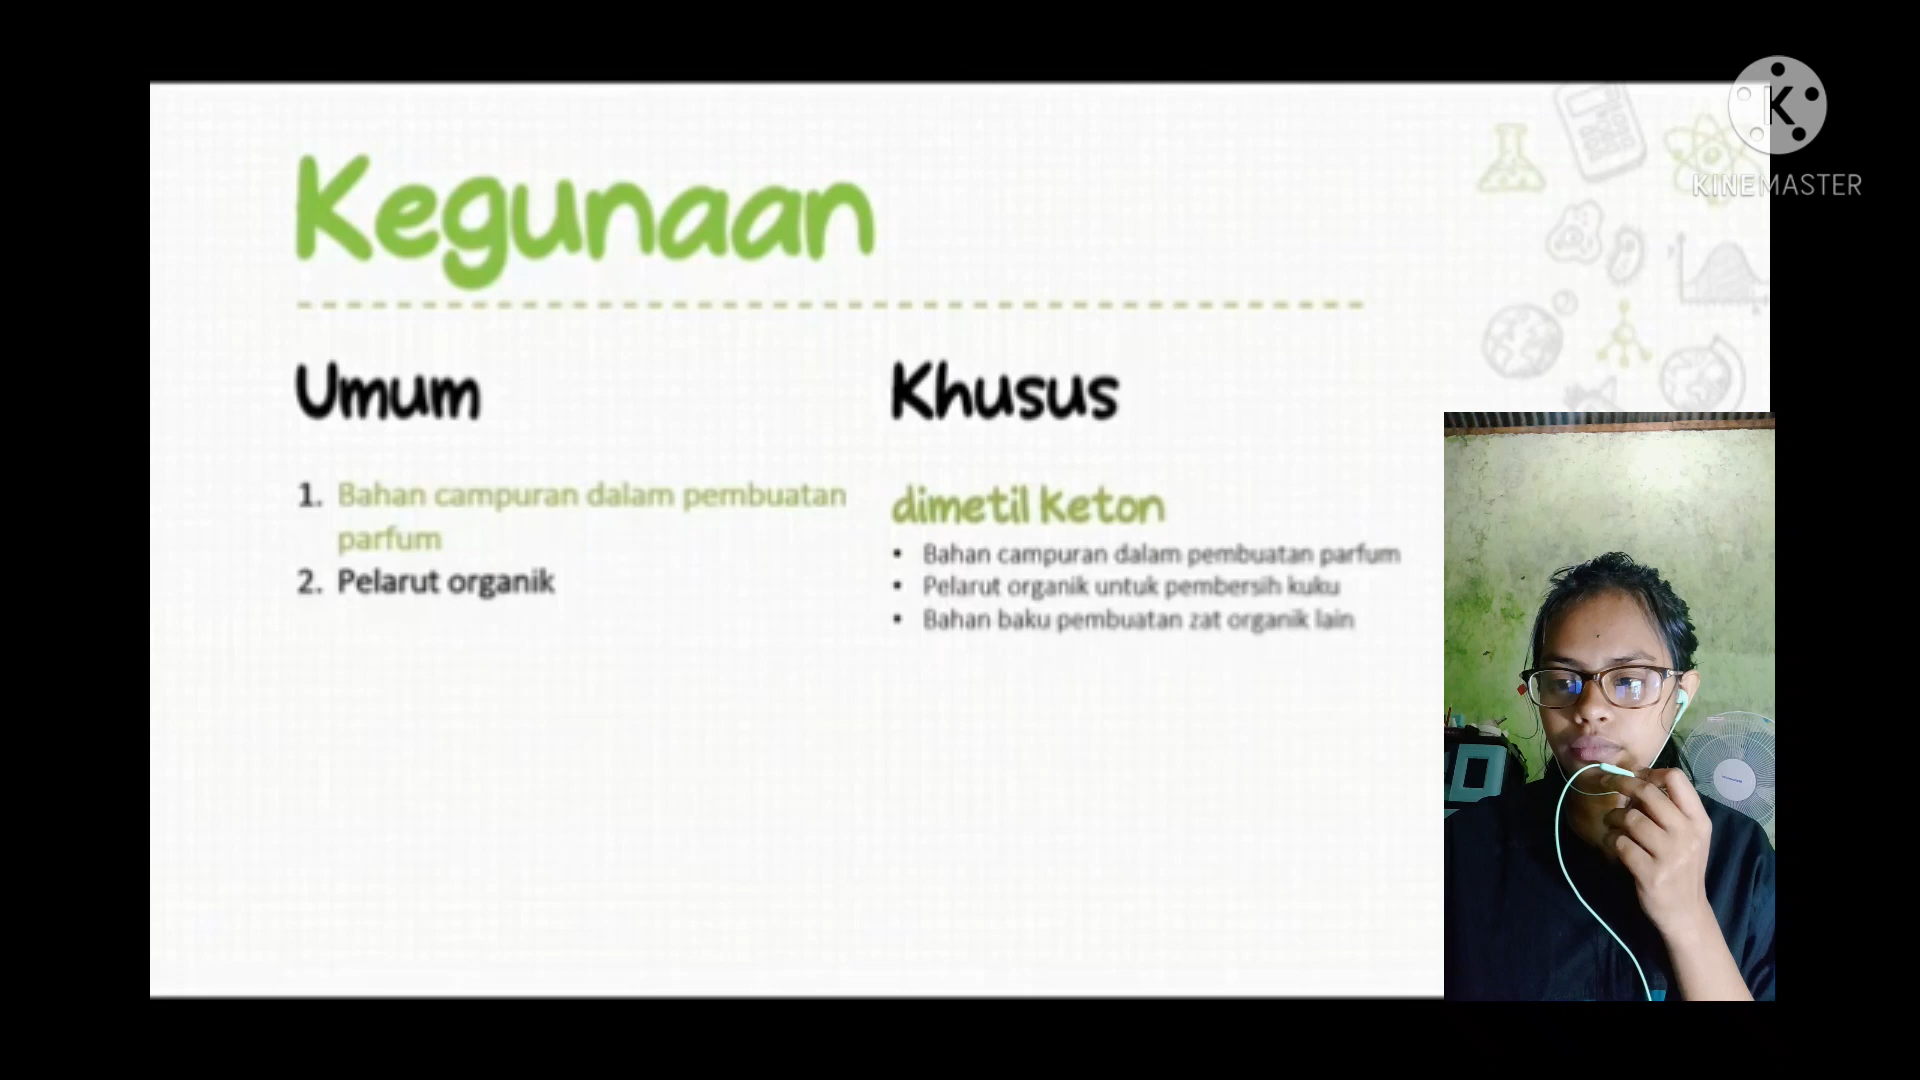 Kegunaan
Umum
1. Bahan campuran dalam pembuatan
parfum
2. Pelarut organik
Khusus
dimetil keton
• Bahan campuran dalam pembuatan parfum
• Pelarut organik untuk pembersih kuku
• Bahan baku pembuatan zat organik lain
K
KINEMASTER